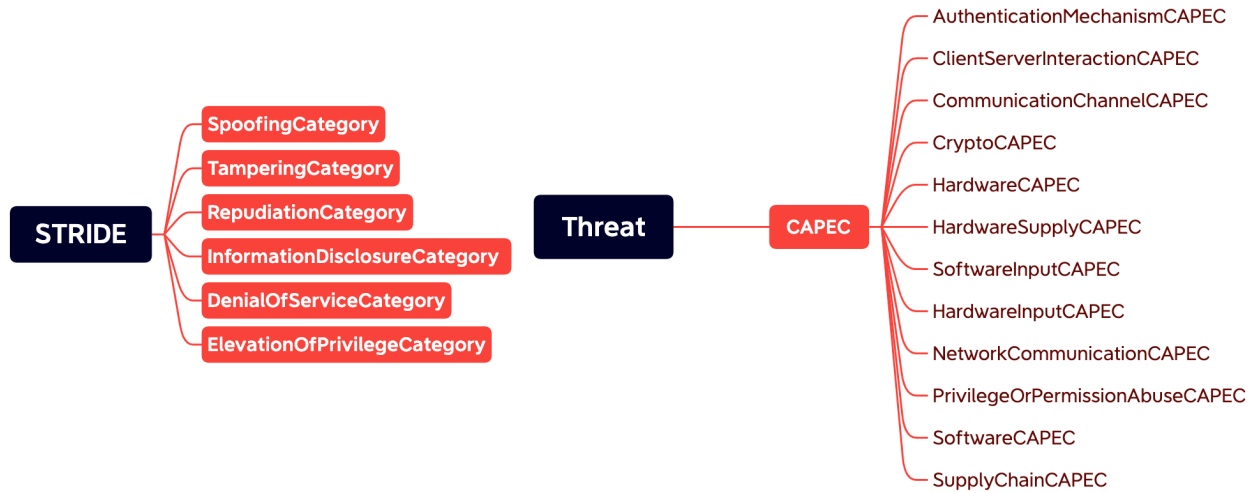 STRIDE
SpoofingCategory
TamperingCategory
RepudiationCategory
InformationDisclosureCategory
DenialOfServiceCategory
ElevationOfPrivilegeCategory
Threat
CAPEC
AuthenticationMechanismCAPEC
ClientServerInteractionCAPEC
CommunicationChannelCAPEC
CryptoCAPEC
HardwareCAPEC
HardwareSupplyCAPEC
SoftwareInputCAPEC
HardwareInputCAPEC
NetworkCommunicationCAPEC
PrivilegeOrPermissionAbuseCAPEC
SoftwareCAPEC
SupplyChainCAPEC